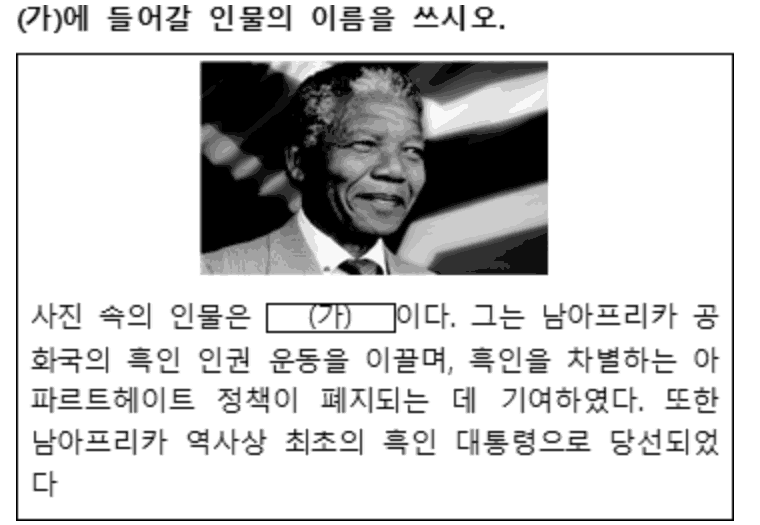 (가)에 들어갈 인물의 이름을 쓰시오.
사진 속의 인물은 (가) 이다. 그는 남아프리카 공
화국의 흑인 인권 운동을 이끌며, 흑인을 차별하는 아
파르트헤이트 정책이 폐지되는 데 기여하였다. 또한
남아프리카 역사상 최초의 흑인 대통령으로 당선되었
다